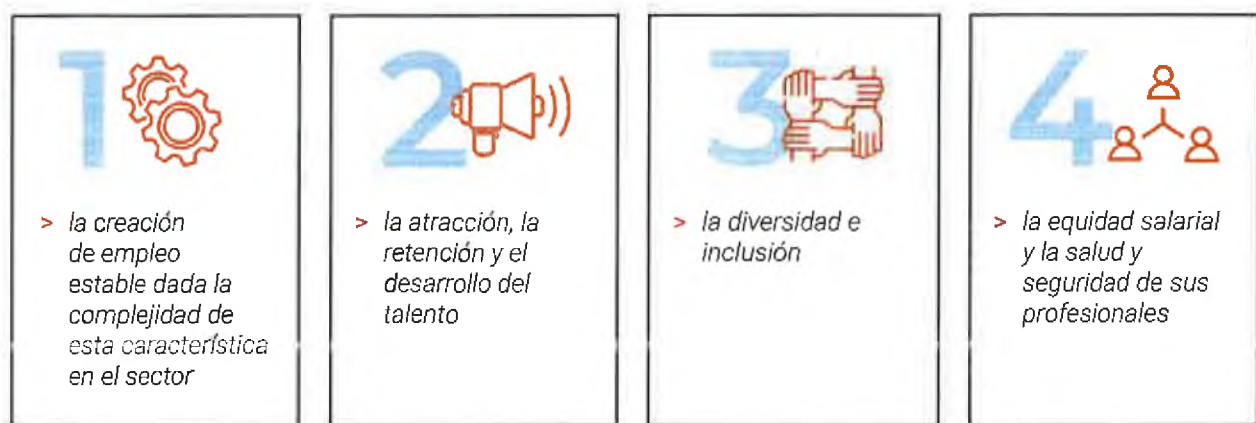 1
> la creación
de empleo
estable dada la
complejidad de
esta característica
en el sector
2
> la atracción, la
retención y el
desarrollo del
talento
3
> la diversidad e
inclusión
4
> la equidad salarial
y la salud y
seguridad de sus
profesionales